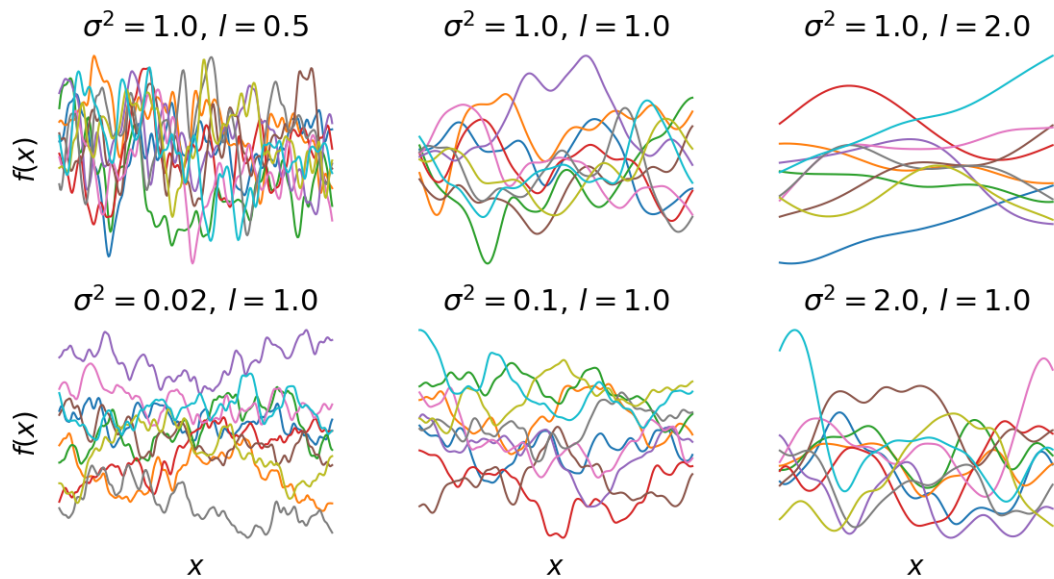 σ² = 1.0, l = 0.5
σ² = 1.0, l = 1.0
σ² = 1.0, l = 2.0
f(x)
σ² = 0.02, l = 1.0
σ² = 0.1, l = 1.0
σ² = 2.0, l = 1.0
f(x)
x
x
x